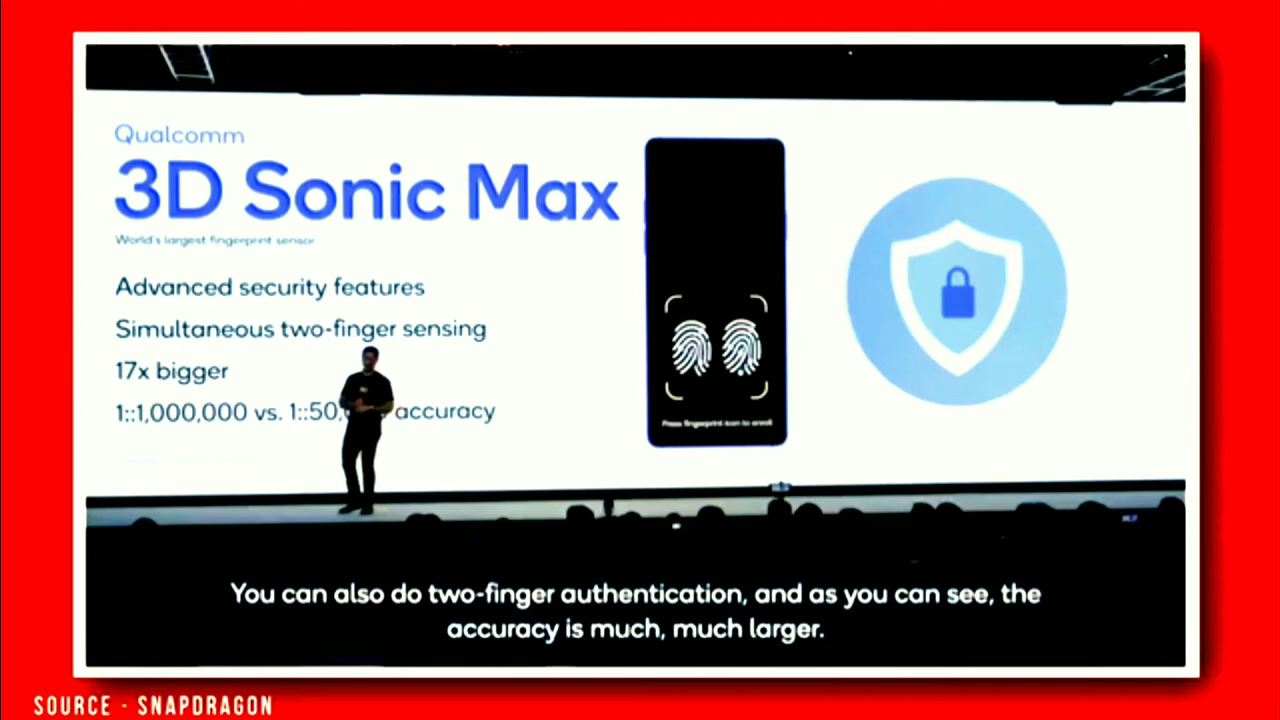 Qualcomm
3D Sonic Max
World's largest fingerprint sensor
Advanced security features
Simultaneous two-finger sensing
17x bigger
1::1,000,000 vs. 1::50, accuracy
Press fingerprint icon to enroll
You can also do two-finger authentication, and as you can see, the
accuracy is much, much larger.
SOURCE - SNAPDRAGON